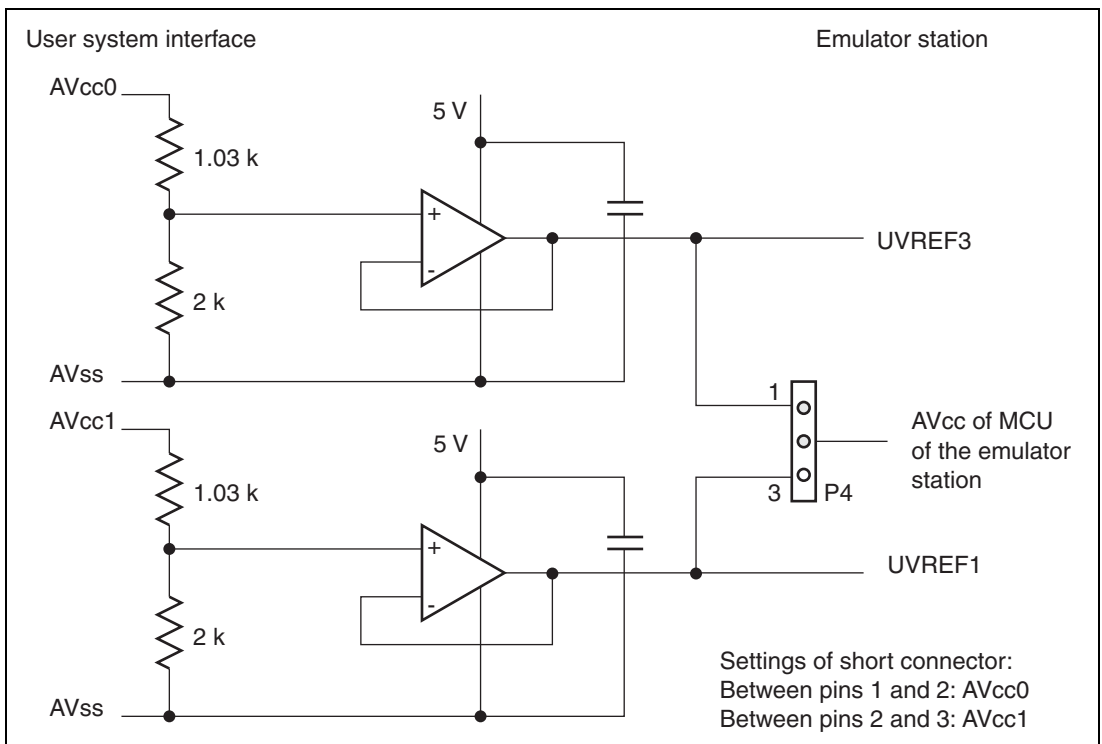 User system interface
Emulator station
AVcc0
5 V
1.03 k
+
-
UVREF3
2 k
AVss
1
AVcc of MCU
of the emulator
station
3
P4
AVcc1
5 V
1.03 k
+
-
UVREF1
2 k
AVss
Settings of short connector:
Between pins 1 and 2: AVcc0
Between pins 2 and 3: AVcc1